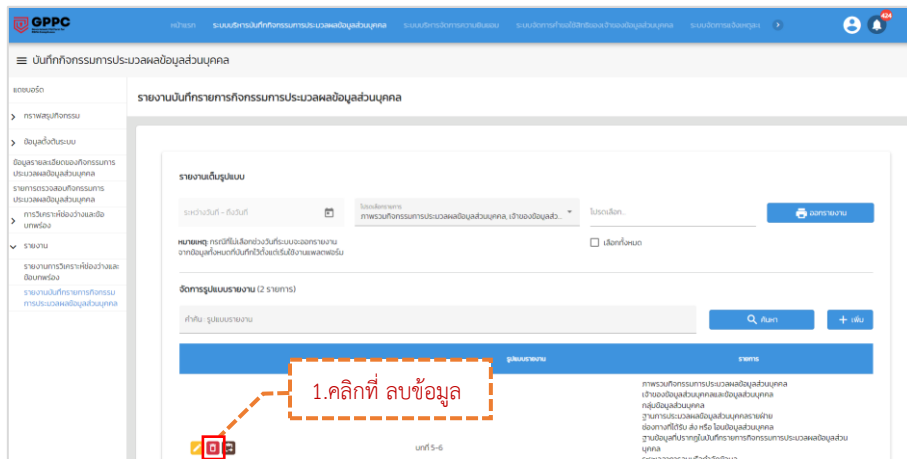 GPPC
หน้าแรก
ระบบบริหารบันทึกกิจกรรมการประมวลผลข้อมูลส่วนบุคคล
ระบบบริหารจัดการความยินยอม
ระบบจัดการคำขอใช้สิทธิของเจ้าของข้อมูลส่วนบุคคล
ระบบจัดการแจ้งเหตุละเ
424
บันทึกกิจกรรมการประมวลผลข้อมูลส่วนบุคคล
แดชบอร์ด
กราฟสรุปกิจกรรม
ข้อมูลตั้งต้นระบบ
ข้อมูลรายละเอียดของกิจกรรมการ
ประมวลผลข้อมูลส่วนบุคคล
รายการตรวจสอบกิจกรรมการ
ประมวลผลข้อมูลส่วนบุคคล
การวิเคราะห์ช่องว่างและข้อ
บกพร่อง
รายงาน
รายงานการวิเคราะห์ช่องว่างและ
ข้อบกพร่อง
รายงานบันทึกรายการกิจกรรม
การประมวลผลข้อมูลส่วนบุคคล
รายงานบันทึกรายการกิจกรรมการประมวลผลข้อมูลส่วนบุคคล
รายงานเต็มรูปแบบ
ระหว่างวันที่ - ถึงวันที่
โปรดเลือกรายการ
ภาพรวมกิจกรรมการประมวลผลข้อมูลส่วนบุคคล, เจ้าของข้อมูลส่ว...
โปรดเลือก..
ออกรายงาน
หมายเหตุ: กรณีที่ไม่เลือกช่วงวันที่ระบบจะออกรายงาน
จากข้อมูลทั้งหมดที่บันทึกไว้ตั้งแต่เริ่มใช้งานแพลตฟอร์ม
เลือกทั้งหมด
จัดการรูปแบบรายงาน (2 รายการ)
คำค้น : รูปแบบรายงาน
ค้นหา
+ เพิ่ม
รูปแบบรายงาน
รายการ
1.คลิกที่ ลบข้อมูล
บทที่ 5-6
ภาพรวมกิจกรรมการประมวลผลข้อมูลส่วนบุคคล
เจ้าของข้อมูลส่วนบุคคลและข้อมูลส่วนบุคคล
กลุ่มข้อมูลส่วนบุคคล
ฐานการประมวลผลข้อมูลส่วนบุคคลรายฝ่าย
ช่องทางที่ได้รับ ส่ง หรือ โอนข้อมูลส่วนบุคคล
ฐานข้อมูลที่ปรากฏในบันทึกรายการกิจกรรมการประมวลผลข้อมูลส่วน
บุคคล